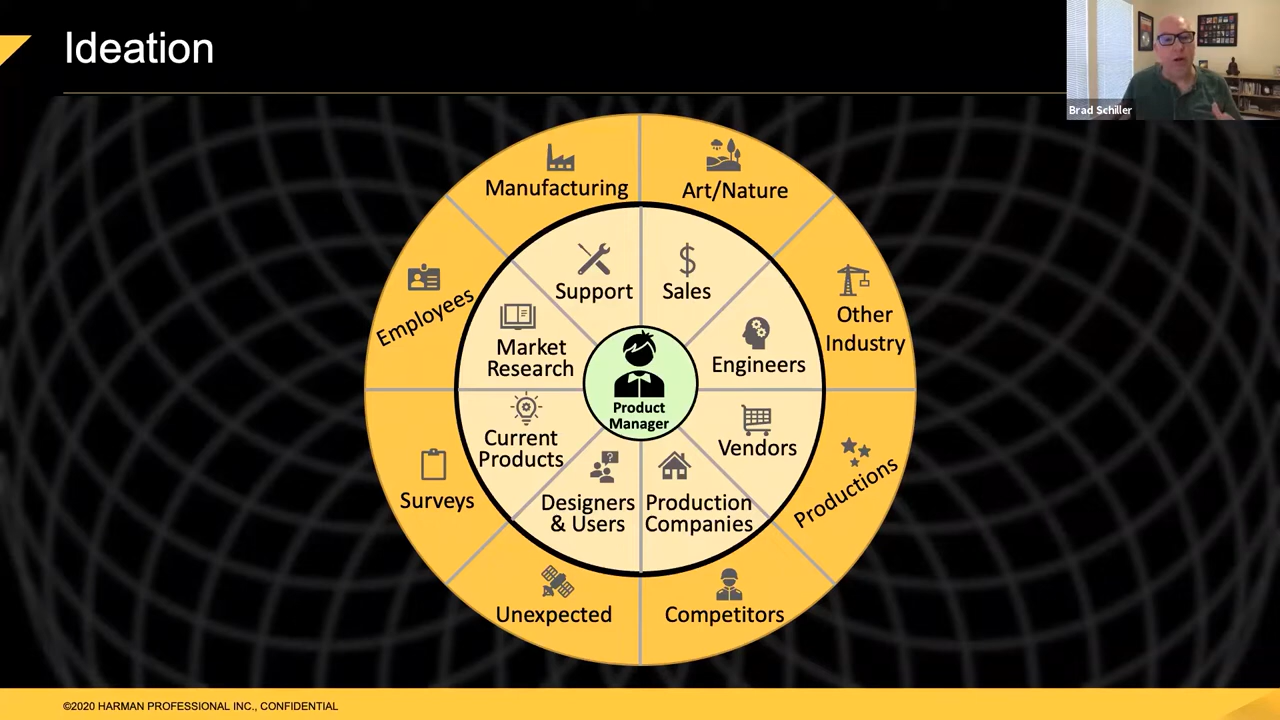 Ideation
Brad Schiller
Manufacturing
Art/Nature
Employees
Support
Sales
Other
Industry
Market
Research
Engineers
Product
Manager
Current
Products
Vendors
Surveys
Designers
& Users
Production
Companies
Productions
Unexpected
Competitors
©2020 HARMAN PROFESSIONAL INC., CONFIDENTIAL